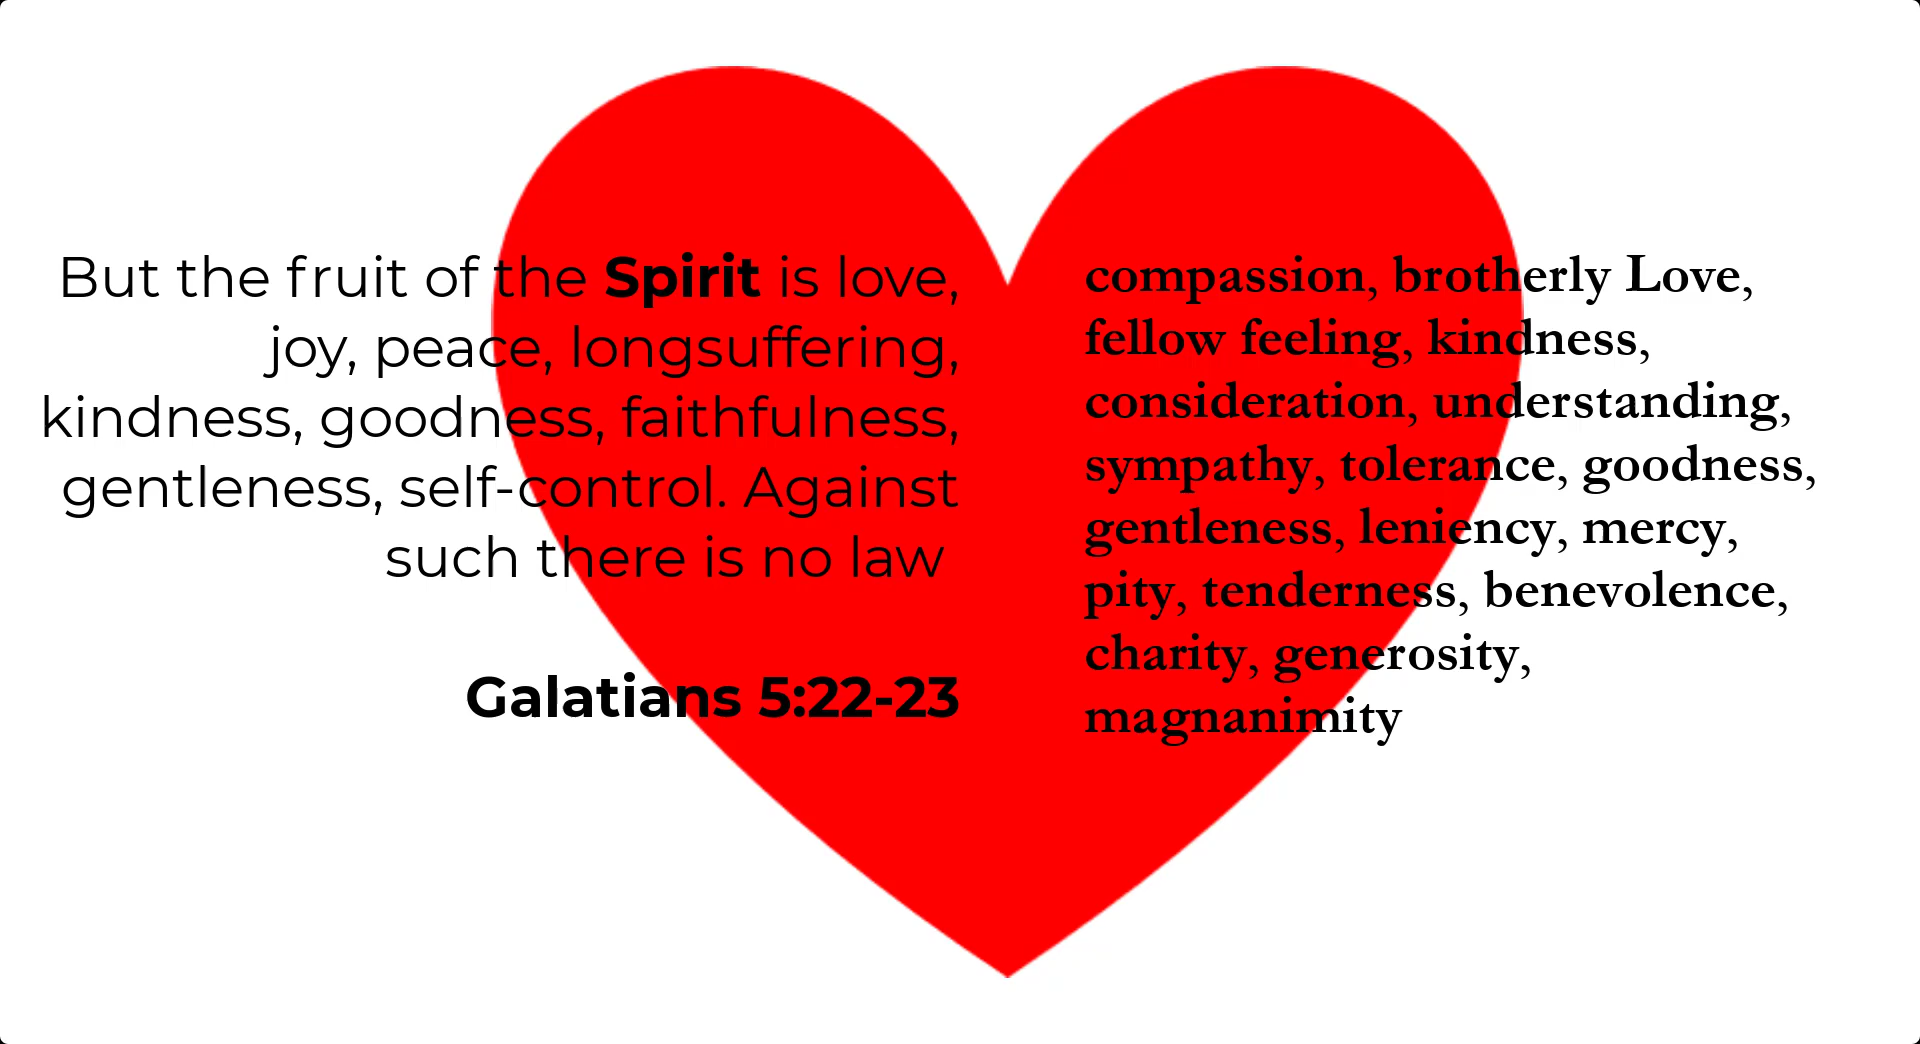 But the fruit of the Spirit is love,
joy, peace, longsuffering,
kindness, goodness, faithfulness,
gentleness, self-control. Against
such there is no law
Galatians 5:22-23
compassion, brotherly Love,
fellow feeling, kindness,
consideration, understanding,
sympathy, tolerance, goodness,
gentleness, leniency, mercy,
pity, tenderness, benevolence,
charity, generosity,
magnanimity